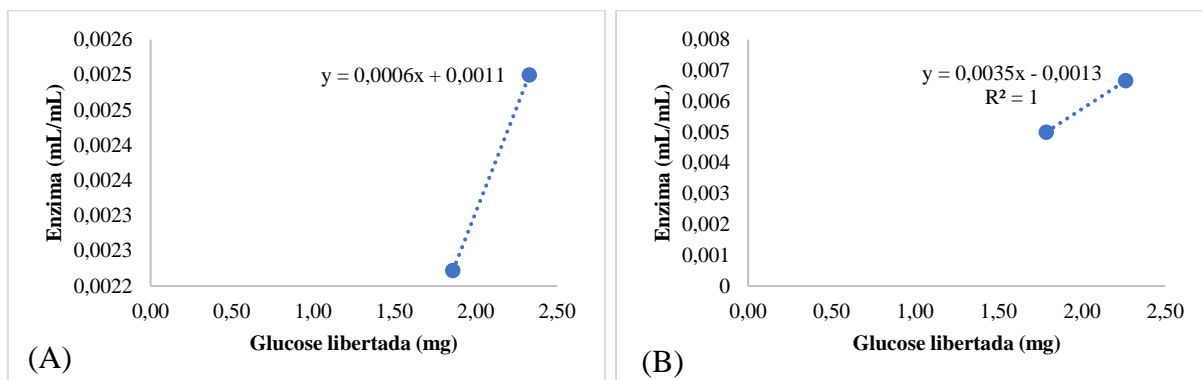 0,0026
0,0025
0,0025
0,0024
0,0024
0,0023
0,0023
0,0022
Enzima (mL/mL)
y = 0,0006x + 0,0011
0,00 0,50 1,00 1,50 2,00 2,50
Glucose libertada (mg)
(A)
0,008
0,007
0,006
0,005
0,004
0,003
0,002
0,001
0
Enzima (mL/mL)
y = 0,0035x - 0,0013
R² = 1
0,00 0,50 1,00 1,50 2,00 2,50
Glucose libertada (mg)
(B)